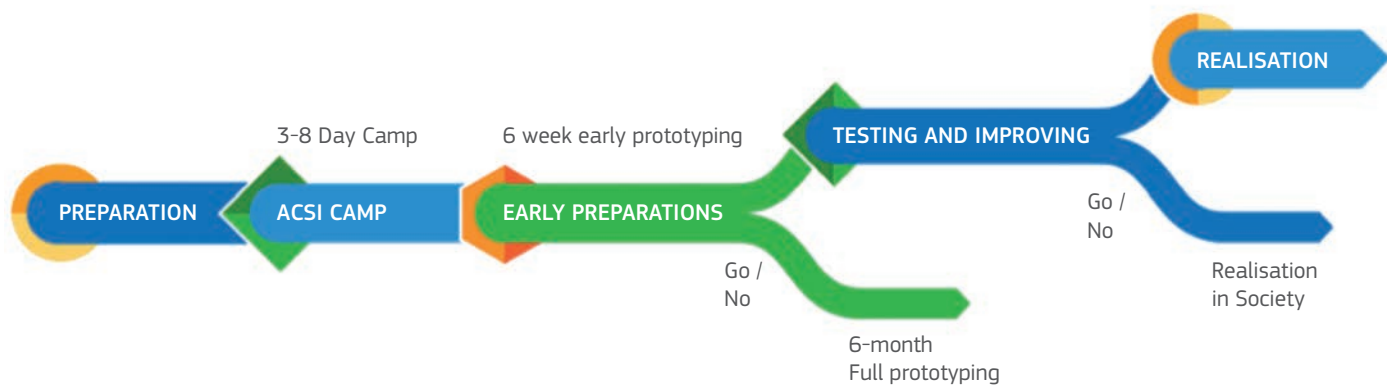 REALISATION
3-8 Day Camp
6 week early prototyping
TESTING AND IMPROVING
PREPARATION
ACSI CAMP
EARLY PREPARATIONS
Go /
No
Go /
No
Realisation
in Society
6-month
Full prototyping